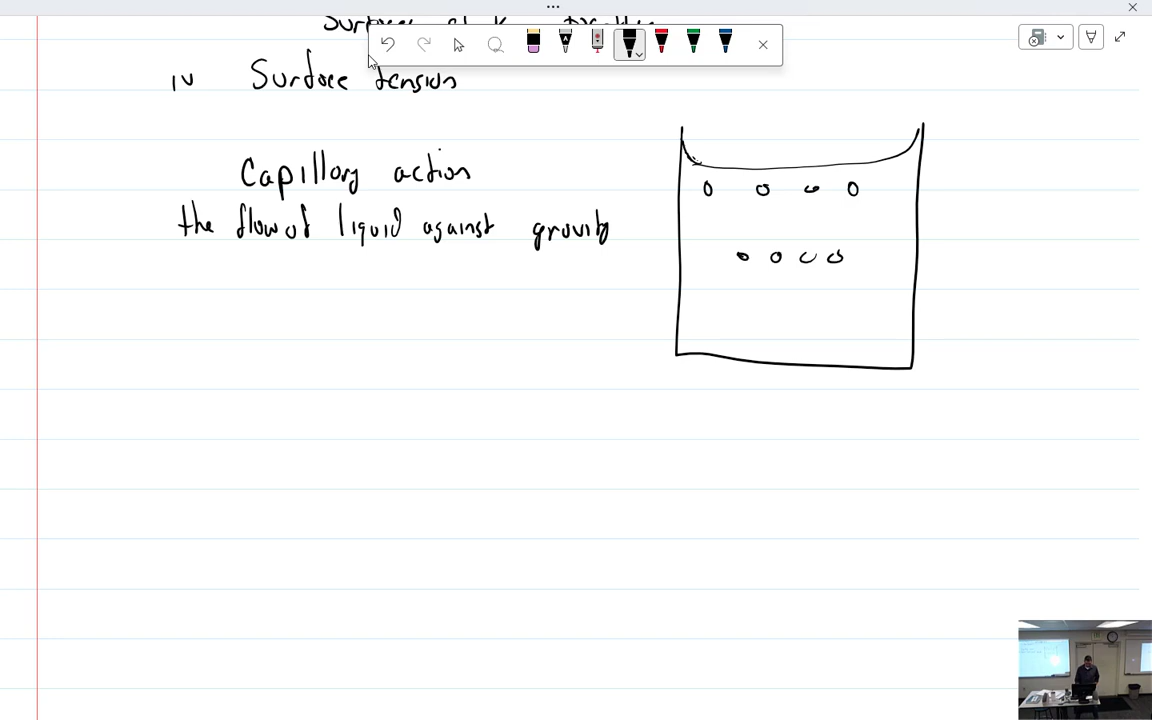 iv Surface tension
Capillary action
the flow of liquid against gravity